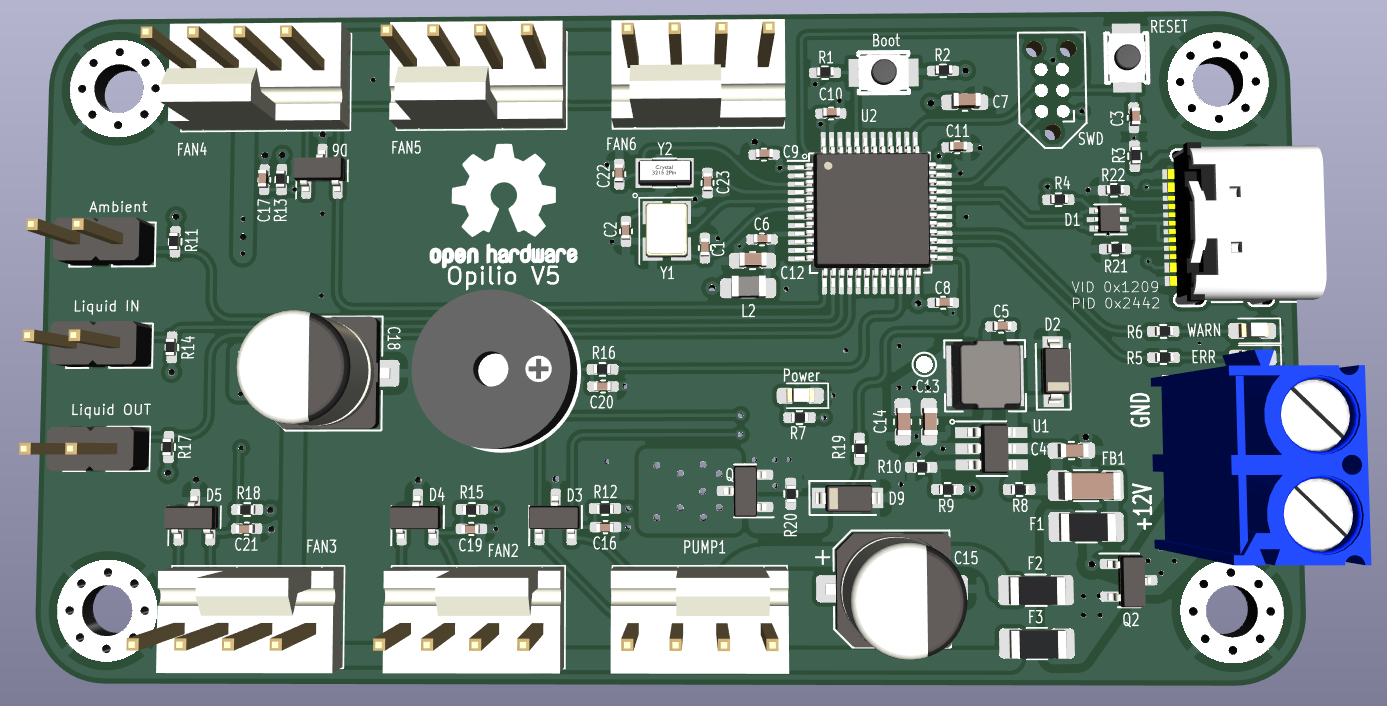 RESET
Boot
R1
R2
C10
C7
U2
C3
SWD
FAN4
FAN5
FAN6
Y2
C9
C11
R3
D6
Crystal
3215 2Pin
C22
C23
R22
R4
C17
R13
D1
Ambient
R11
C2
C6
C1
open hardware
Opilio V5
Y1
C12
R21
VID 0x1209
PID 0x2442
C8
Liquid IN
L2
C5
D2
R6
WARN
C18
R14
R16
R5
ERR
Power
C13
C20
Liquid OUT
R7
C14
GND
U1
R17
R19
C4
R10
FB1
D5
R18
D4
R15
D3
R12
R20
D9
R9
R8
+12V
F1
C21
C19
C16
FAN3
FAN2
PUMP1
+
C15
F2
F3
Q2